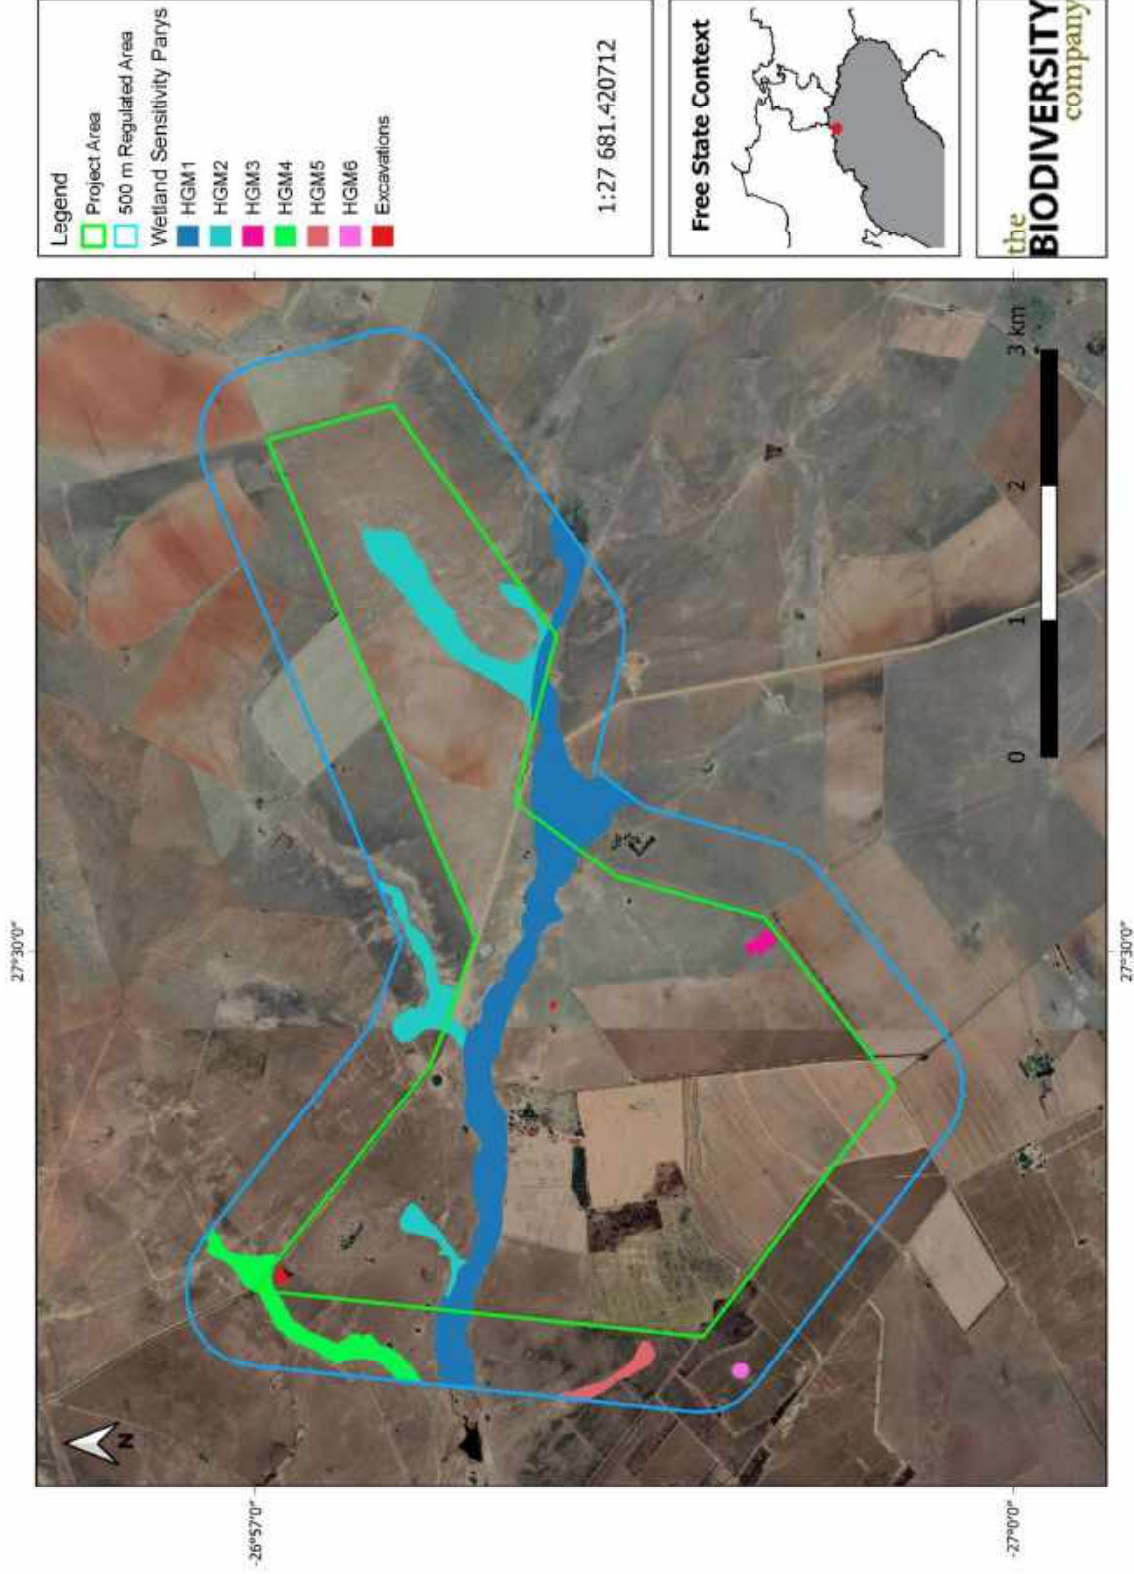 Legend
Project Area
500 m Regulated Area
Wetland Sensitivity Parys
HGM1
HGM2
HGM3
HGM4
HGM5
HGM6
Excavations
1:27 681.420712
Free State Context
the
BIODIVERSITY
company
27°30'0"
27°30'0"
-26°57'0"
-27°0'0"
N
0 1 2 3 km